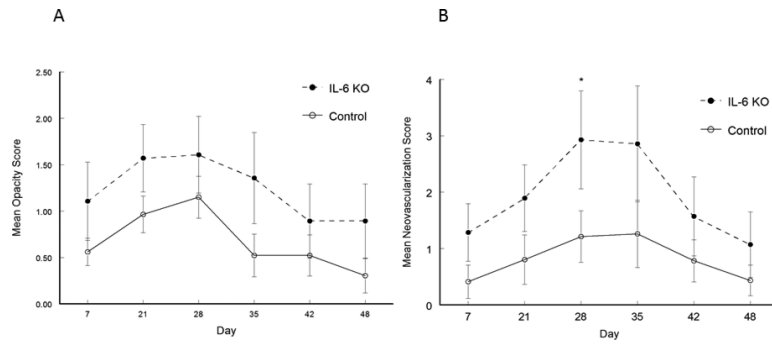 A
2.50
2.00
1.50
1.00
0.50
0.00
Mean Opacity Score
IL-6 KO
Control
7
21
28
35
42
48
Day
B
4
3
2
1
0
Mean Neovascularization Score
*
IL-6 KO
Control
7
21
28
35
42
48
Day